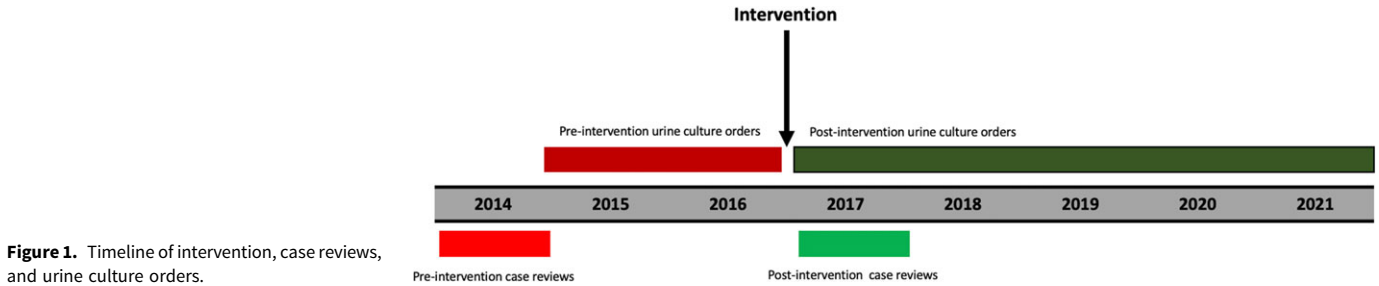 Intervention
Pre-intervention urine culture orders
Post-intervention urine culture orders
2014 2015 2016 2017 2018 2019 2020 2021
Pre-intervention case reviews
Post-intervention case reviews
Figure 1. Timeline of intervention, case reviews,
and urine culture orders.